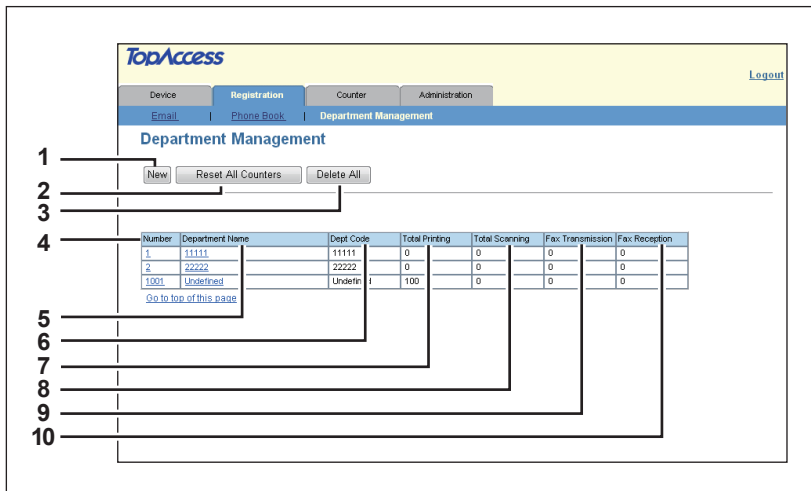 TopAccess
Logout
Device Registration Counter Administration
Email | Phone Book | Department Management
Department Management
1
New Reset All Counters Delete All
2
3
4
Number Department Name Dept Code Total Printing Total Scanning Fax Transmission Fax Reception
1 11111 11111 0 0 0 0
2 22222 22222 0 0 0 0
1001 Undefined Undefined 100 0 0 0
Go to top of this page
5
6
7
8
9
10